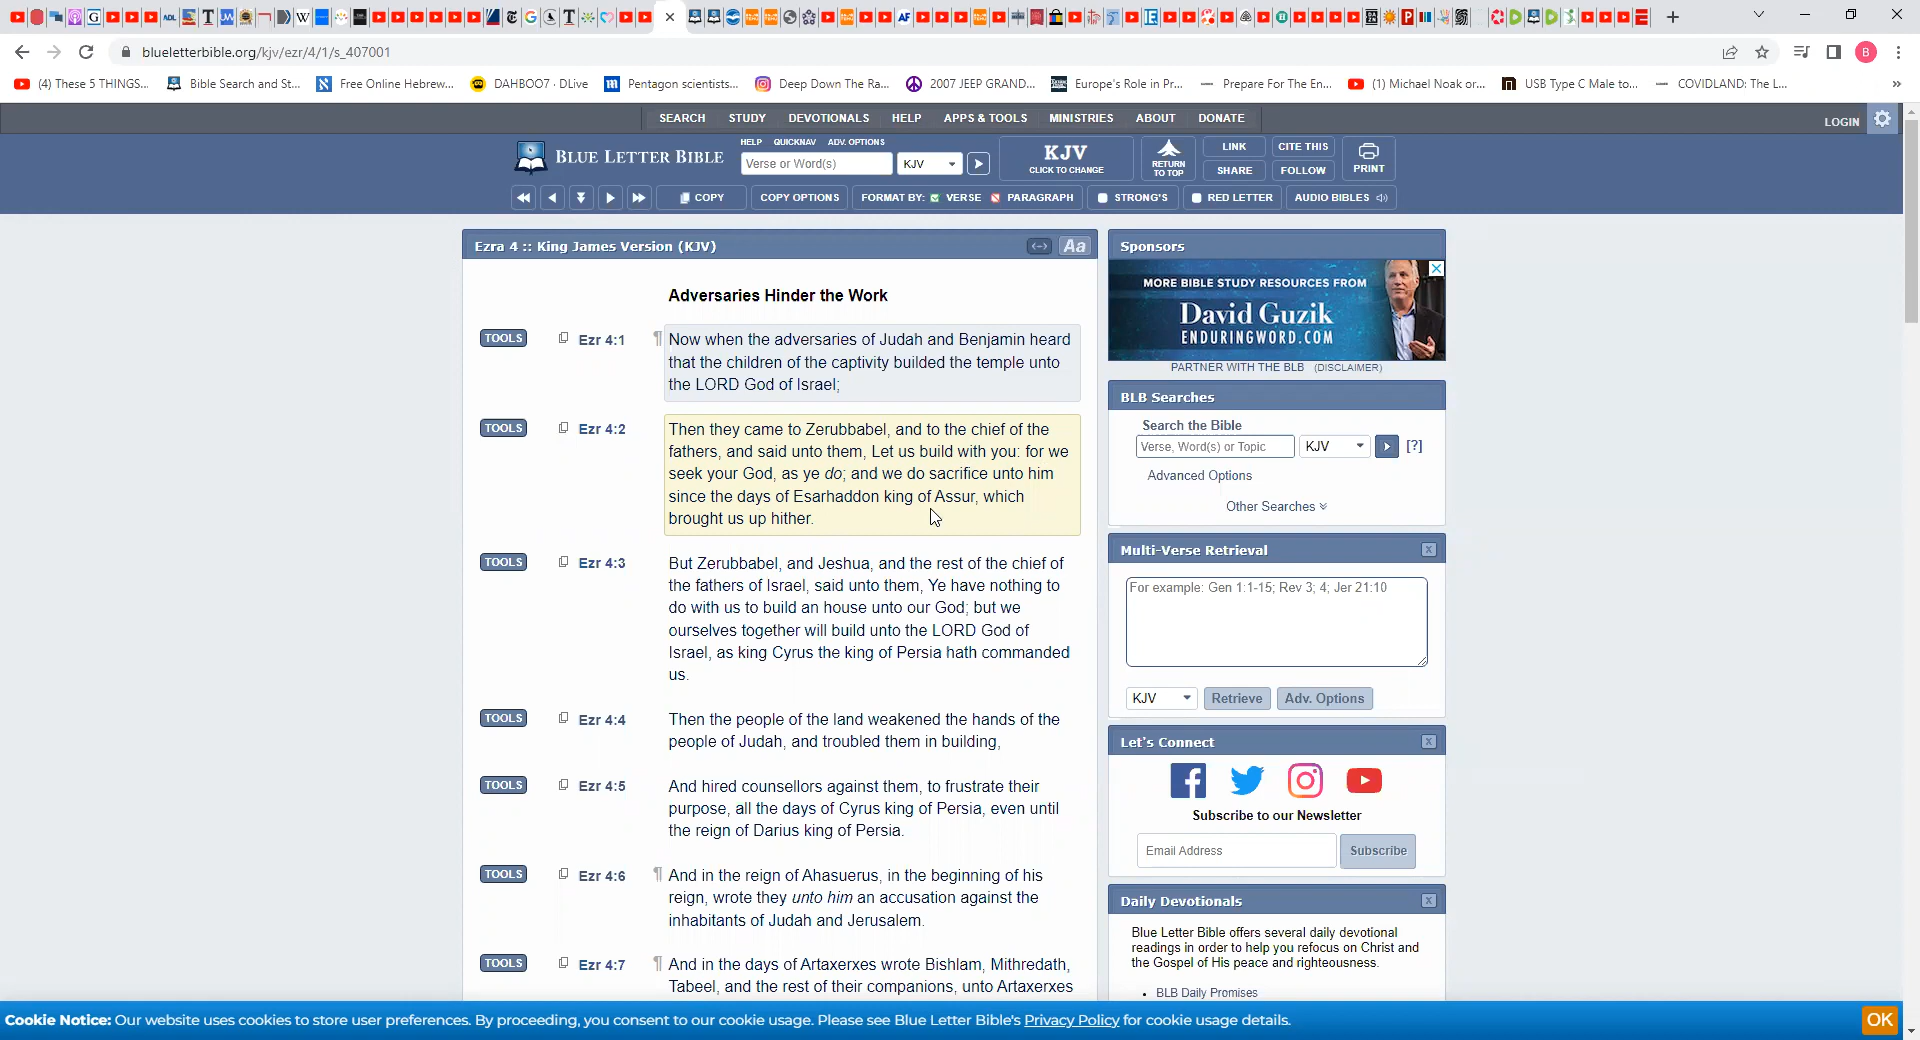 blueletterbible.org/kjv/ezr/4/1/s_407001
B
(4) These 5 THINGS...
Bible Search and St...
Free Online Hebrew...
DAHBOO7 · DLive
Pentagon scientists...
Deep Down The Ra...
2007 JEEP GRAND...
Europe's Role in Pr...
Prepare For The En...
(1) Michael Noak or...
USB Type C Male to...
COVIDLAND: The L...
SEARCH STUDY DEVOTIONALS HELP APPS & TOOLS MINISTRIES ABOUT DONATE
LOGIN
BLUE LETTER BIBLE
HELP QUICKNAV ADV. OPTIONS
Verse or Word(s)
KJV
KJV
CLICK TO CHANGE
RETURN
TO TOP
LINK
CITE THIS
SHARE
FOLLOW
PRINT
COPY
COPY OPTIONS
FORMAT BY: VERSE PARAGRAPH
STRONG'S
RED LETTER
AUDIO BIBLES
Ezra 4 :: King James Version (KJV)
Aa
Adversaries Hinder the Work
TOOLS Ezr 4:1 ¶ Now when the adversaries of Judah and Benjamin heard
that the children of the captivity builded the temple unto
the LORD God of Israel;
TOOLS Ezr 4:2 Then they came to Zerubbabel, and to the chief of the
fathers, and said unto them, Let us build with you: for we
seek your God, as ye do; and we do sacrifice unto him
since the days of Esarhaddon king of Assur, which
brought us up hither.
TOOLS Ezr 4:3 But Zerubbabel, and Jeshua, and the rest of the chief of
the fathers of Israel, said unto them, Ye have nothing to
do with us to build an house unto our God; but we
ourselves together will build unto the LORD God of
Israel, as king Cyrus the king of Persia hath commanded
us.
TOOLS Ezr 4:4 Then the people of the land weakened the hands of the
people of Judah, and troubled them in building,
TOOLS Ezr 4:5 And hired counsellors against them, to frustrate their
purpose, all the days of Cyrus king of Persia, even until
the reign of Darius king of Persia.
TOOLS Ezr 4:6 ¶ And in the reign of Ahasuerus, in the beginning of his
reign, wrote they unto him an accusation against the
inhabitants of Judah and Jerusalem.
TOOLS Ezr 4:7 ¶ And in the days of Artaxerxes wrote Bishlam, Mithredath,
Tabeel, and the rest of their companions, unto Artaxerxes
Sponsors
MORE BIBLE STUDY RESOURCES FROM
David Guzik
ENDURINGWORD.COM
PARTNER WITH THE BLB (DISCLAIMER)
BLB Searches
Search the Bible
Verse, Word(s) or Topic
KJV
[?]
Advanced Options
Other Searches
Multi-Verse Retrieval
For example: Gen 1:1-15; Rev 3; 4; Jer 21:10
KJV
Retrieve
Adv. Options
Let's Connect
Subscribe to our Newsletter
Email Address
Subscribe
Daily Devotionals
Blue Letter Bible offers several daily devotional
readings in order to help you refocus on Christ and
the Gospel of His peace and righteousness.
• BLB Daily Promises
Cookie Notice: Our website uses cookies to store user preferences. By proceeding, you consent to our cookie usage. Please see Blue Letter Bible's Privacy Policy for cookie usage details.
OK